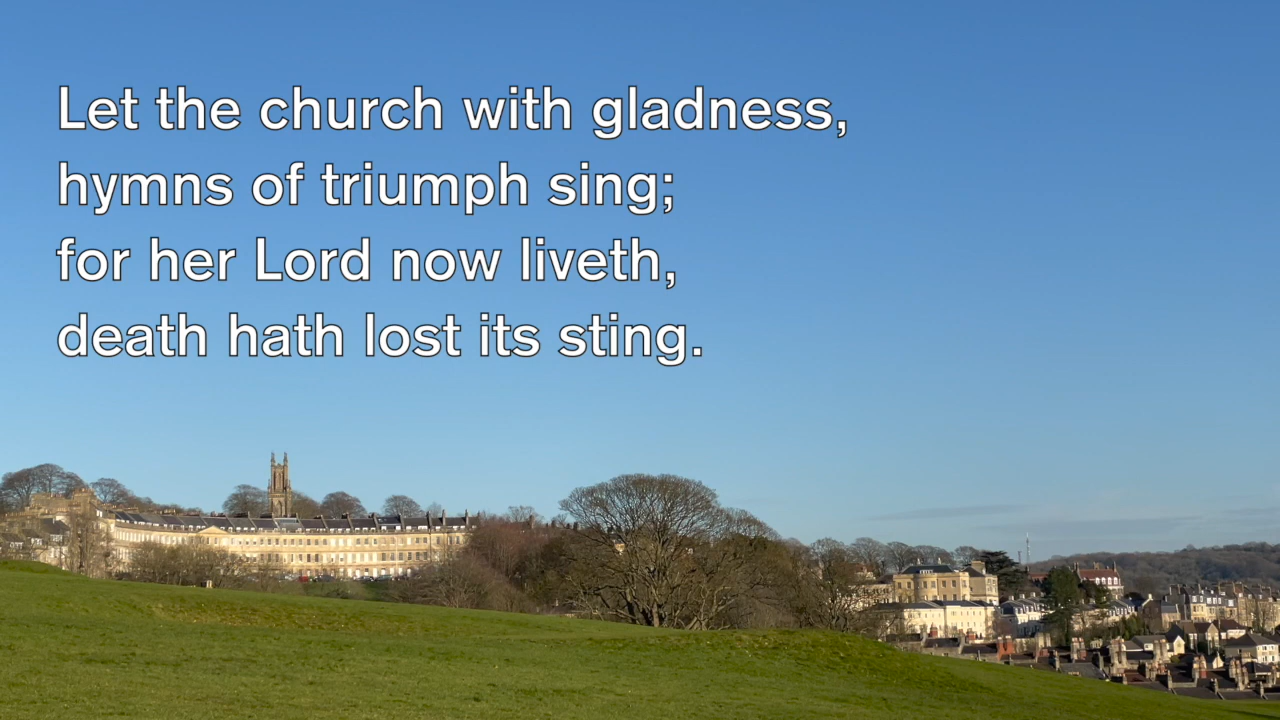 Let the church with gladness,
hymns of triumph sing;
for her Lord now liveth,
death hath lost its sting.